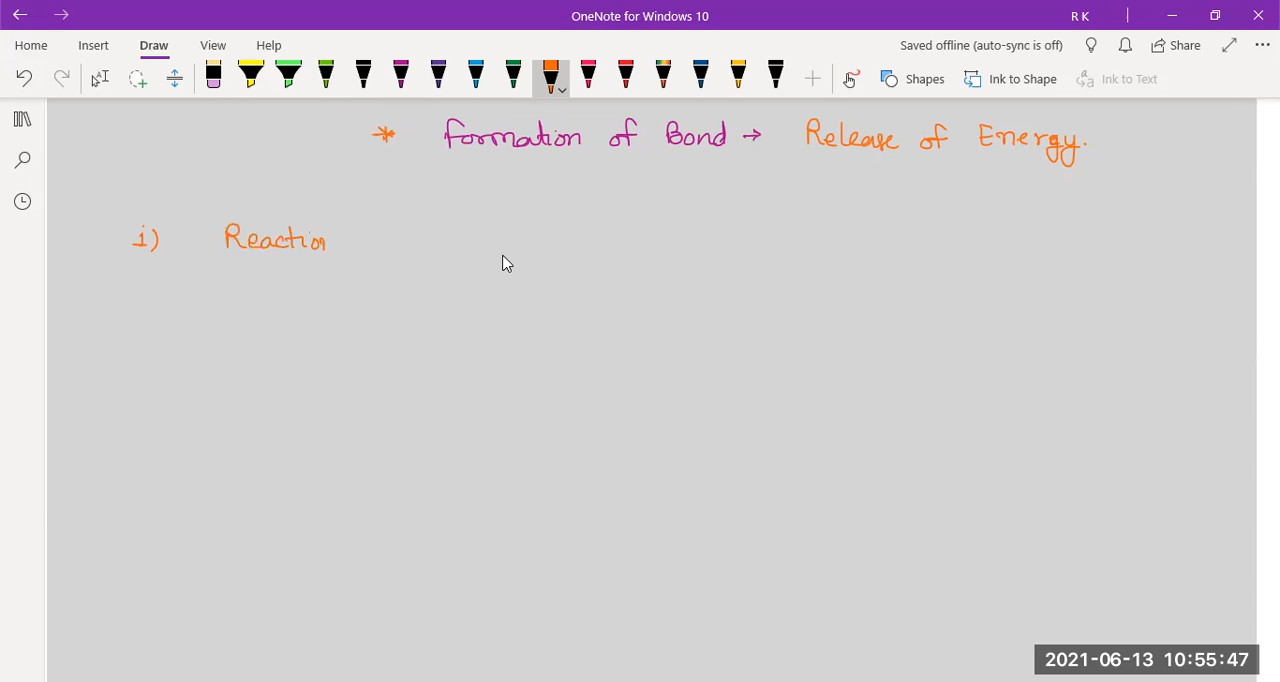 OneNote for Windows 10 R K
Home Insert Draw View Help Saved offline (auto-sync is off) Share
Shapes Ink to Shape Ink to Text
* Formation of Bond → Release of Energy.
i) Reaction
2021-06-13 10:55:47